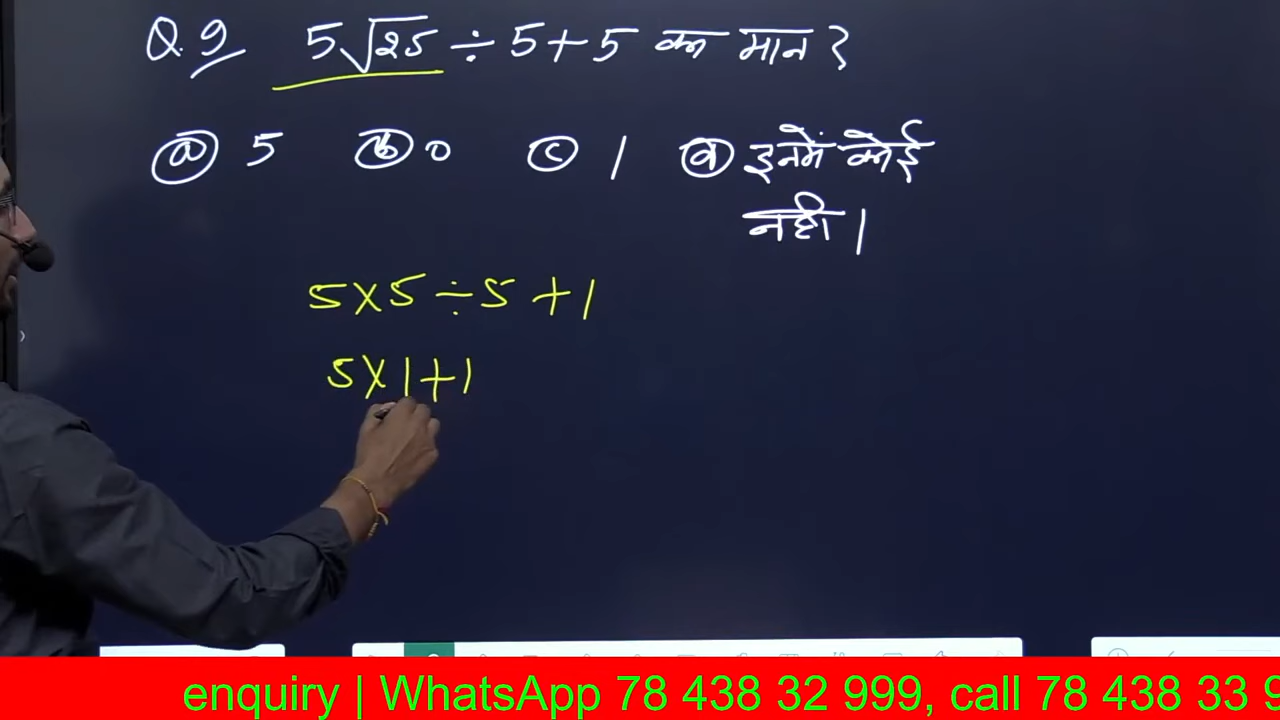 Q.9 5√25 ÷ 5 + 5 का मान ?
(a) 5 (b) 0 (c) 1 (d) इनमें कोई
नही ।
5 × 5 ÷ 5 + 1
5 × 1 + 1
enquiry | WhatsApp 78 438 32 999, call 78 438 33 9